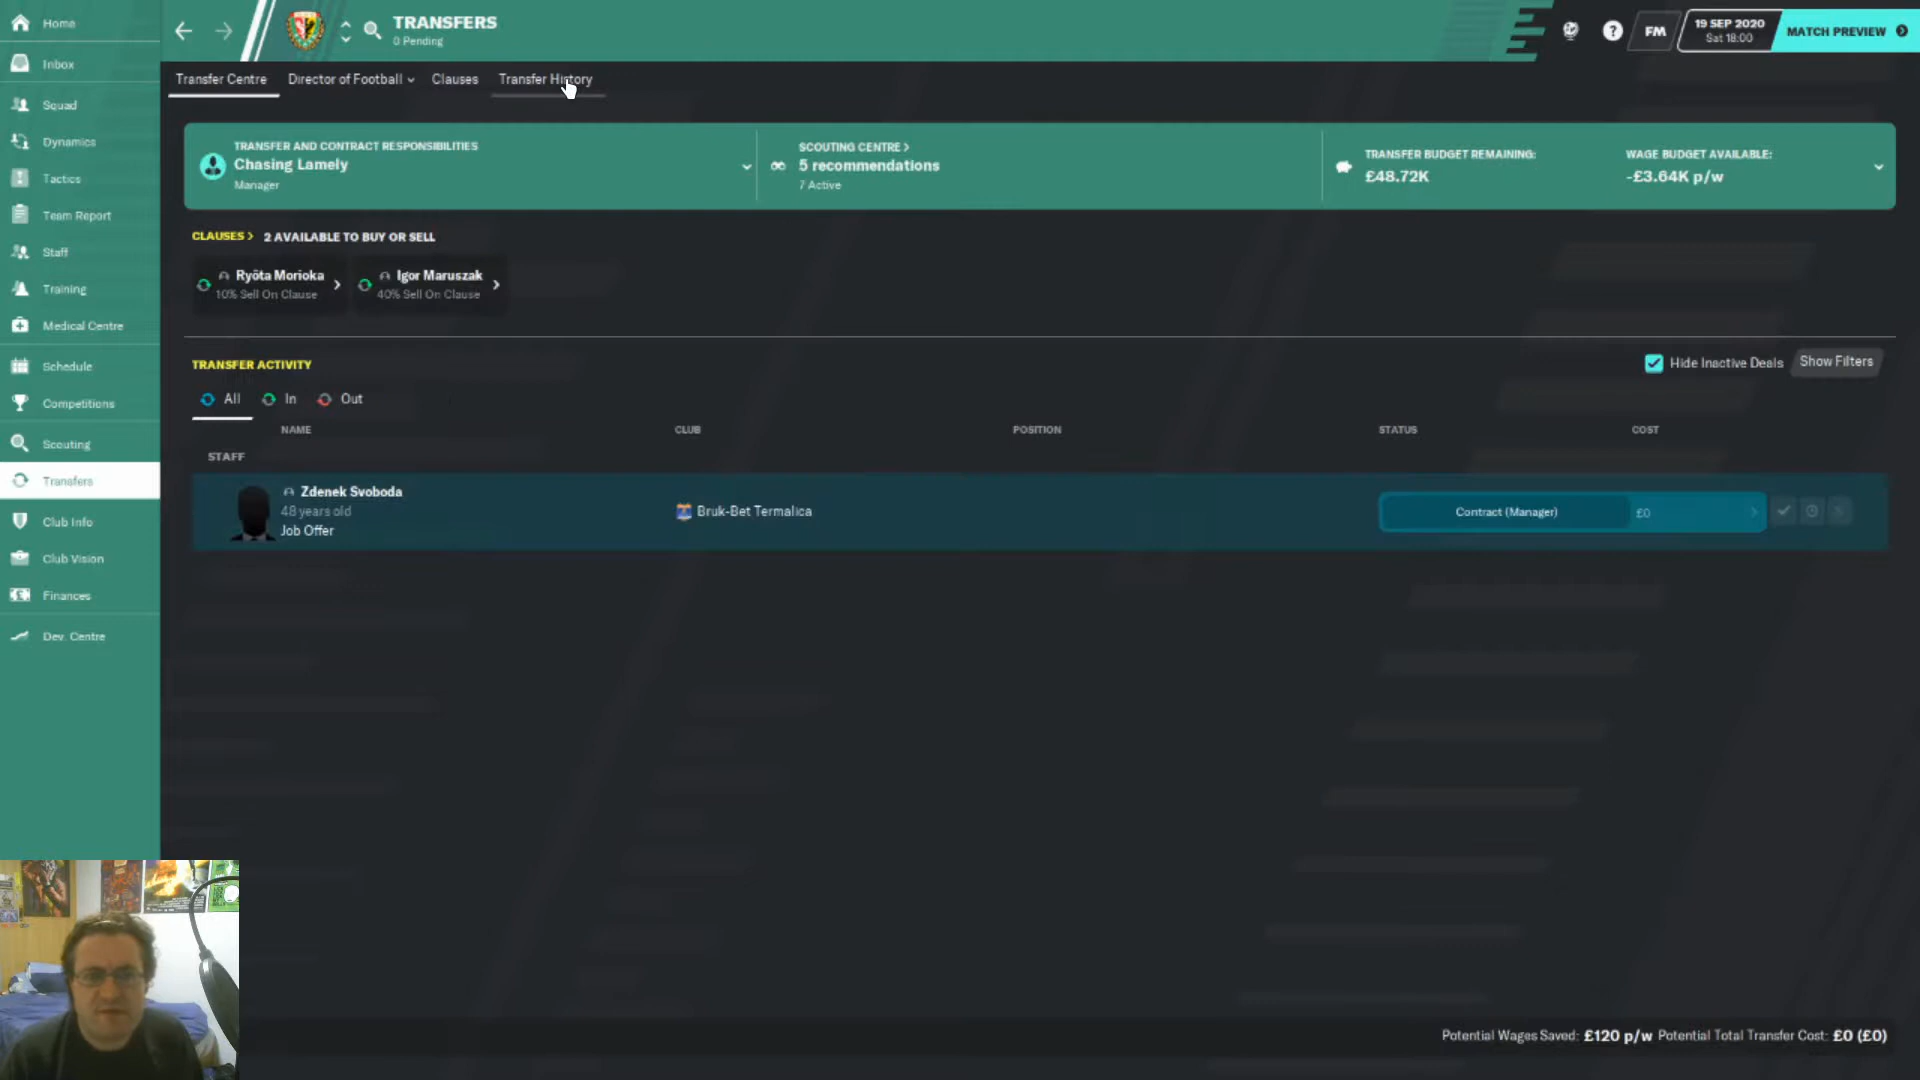 Home
Inbox
Squad
Dynamics
Tactics
Team Report
Staff
Training
Medical Centre
Schedule
Competitions
Scouting
Transfers
Club Info
Club Vision
Finances
Dev. Centre
TRANSFERS
0 Pending
?
FM
19 SEP 2020
Sat 18:00
MATCH PREVIEW
Transfer Centre
Director of Football
Clauses
Transfer History
TRANSFER AND CONTRACT RESPONSIBILITIES
Chasing Lamely
Manager
SCOUTING CENTRE >
5 recommendations
7 Active
TRANSFER BUDGET REMAINING:
£48.72K
WAGE BUDGET AVAILABLE:
-£3.64K p/w
CLAUSES > 2 AVAILABLE TO BUY OR SELL
Ryōta Morioka
10% Sell On Clause
Igor Maruszak
40% Sell On Clause
TRANSFER ACTIVITY
Hide Inactive Deals
Show Filters
All In Out
NAME CLUB POSITION STATUS COST
STAFF
Zdenek Svoboda
48 years old
Job Offer
Bruk-Bet Termalica
Contract (Manager)
£0
Potential Wages Saved: £120 p/w Potential Total Transfer Cost: £0 (£0)